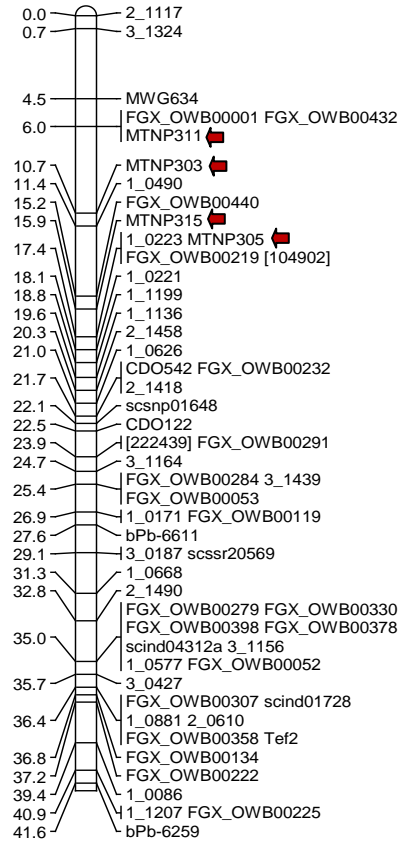 0.0 2_1117
0.7 3_1324
4.5 MWG634
6.0 FGX_OWB00001 FGX_OWB00432
MTNP311
10.7 MTNP303
11.4 1_0490
15.2 FGX_OWB00440
15.9 MTNP315
17.4 1_0223 MTNP305
FGX_OWB00219 [104902]
18.1 1_0221
18.8 1_1199
19.6 1_1136
20.3 2_1458
21.0 1_0626
21.7 CDO542 FGX_OWB00232
2_1418
22.1 scsnp01648
22.5 CDO122
23.9 [222439] FGX_OWB00291
24.7 3_1164
25.4 FGX_OWB00284 3_1439
FGX_OWB00053
26.9 1_0171 FGX_OWB00119
27.6 bPb-6611
29.1 3_0187 scssr20569
31.3 1_0668
32.8 2_1490
35.0 FGX_OWB00279 FGX_OWB00330
FGX_OWB00398 FGX_OWB00378
scind04312a 3_1156
1_0577 FGX_OWB00052
35.7 3_0427
36.4 FGX_OWB00307 scind01728
1_0881 2_0610
FGX_OWB00358 Tef2
36.8 FGX_OWB00134
37.2 FGX_OWB00222
39.4 1_0086
40.9 1_1207 FGX_OWB00225
41.6 bPb-6259